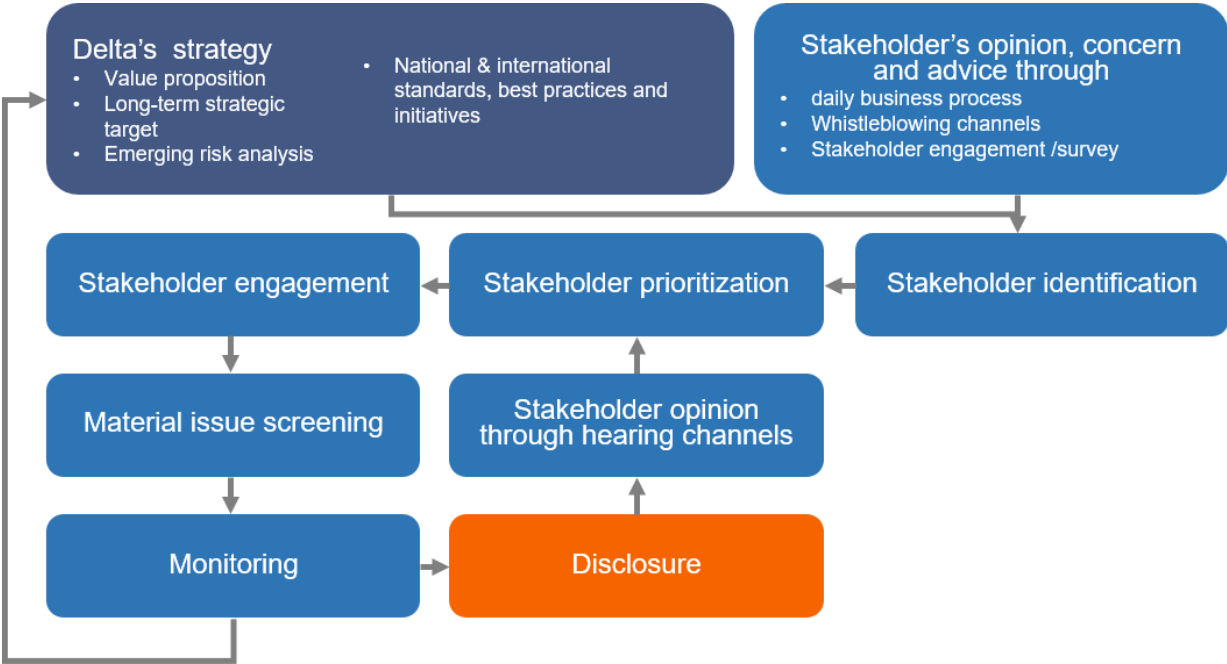 Delta's  strategy
• Value proposition
• Long-term strategic
target
• Emerging risk analysis
• National & international
standards, best practices and
initiatives
Stakeholder's opinion, concern
and advice through
• daily business process
• Whistleblowing channels
• Stakeholder engagement /survey
Stakeholder engagement
Stakeholder prioritization
Stakeholder identification
Material issue screening
Stakeholder opinion
through hearing channels
Monitoring
Disclosure